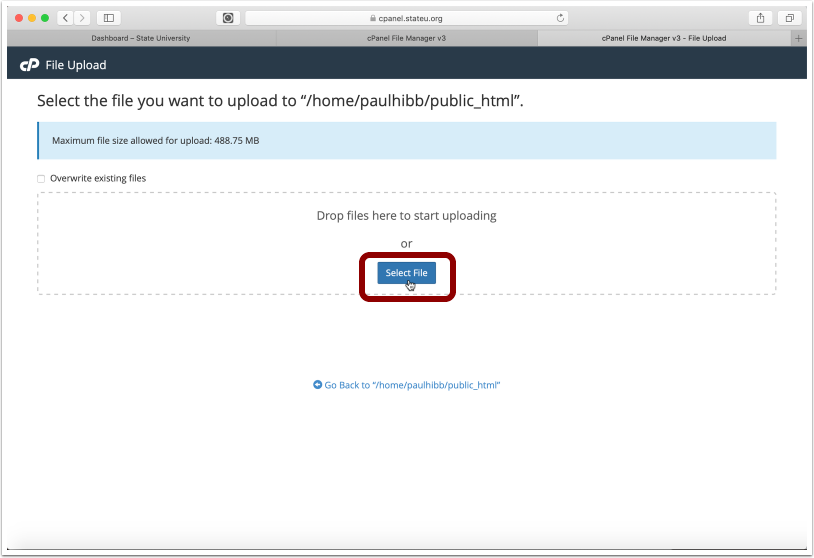 cpanel.stateu.org
Dashboard – State University
cPanel File Manager v3
cPanel File Manager v3 - File Upload
cP File Upload
Select the file you want to upload to “/home/paulhibb/public_html”.
Maximum file size allowed for upload: 488.75 MB
Overwrite existing files
Drop files here to start uploading
or
Select File
Go Back to “/home/paulhibb/public_html”